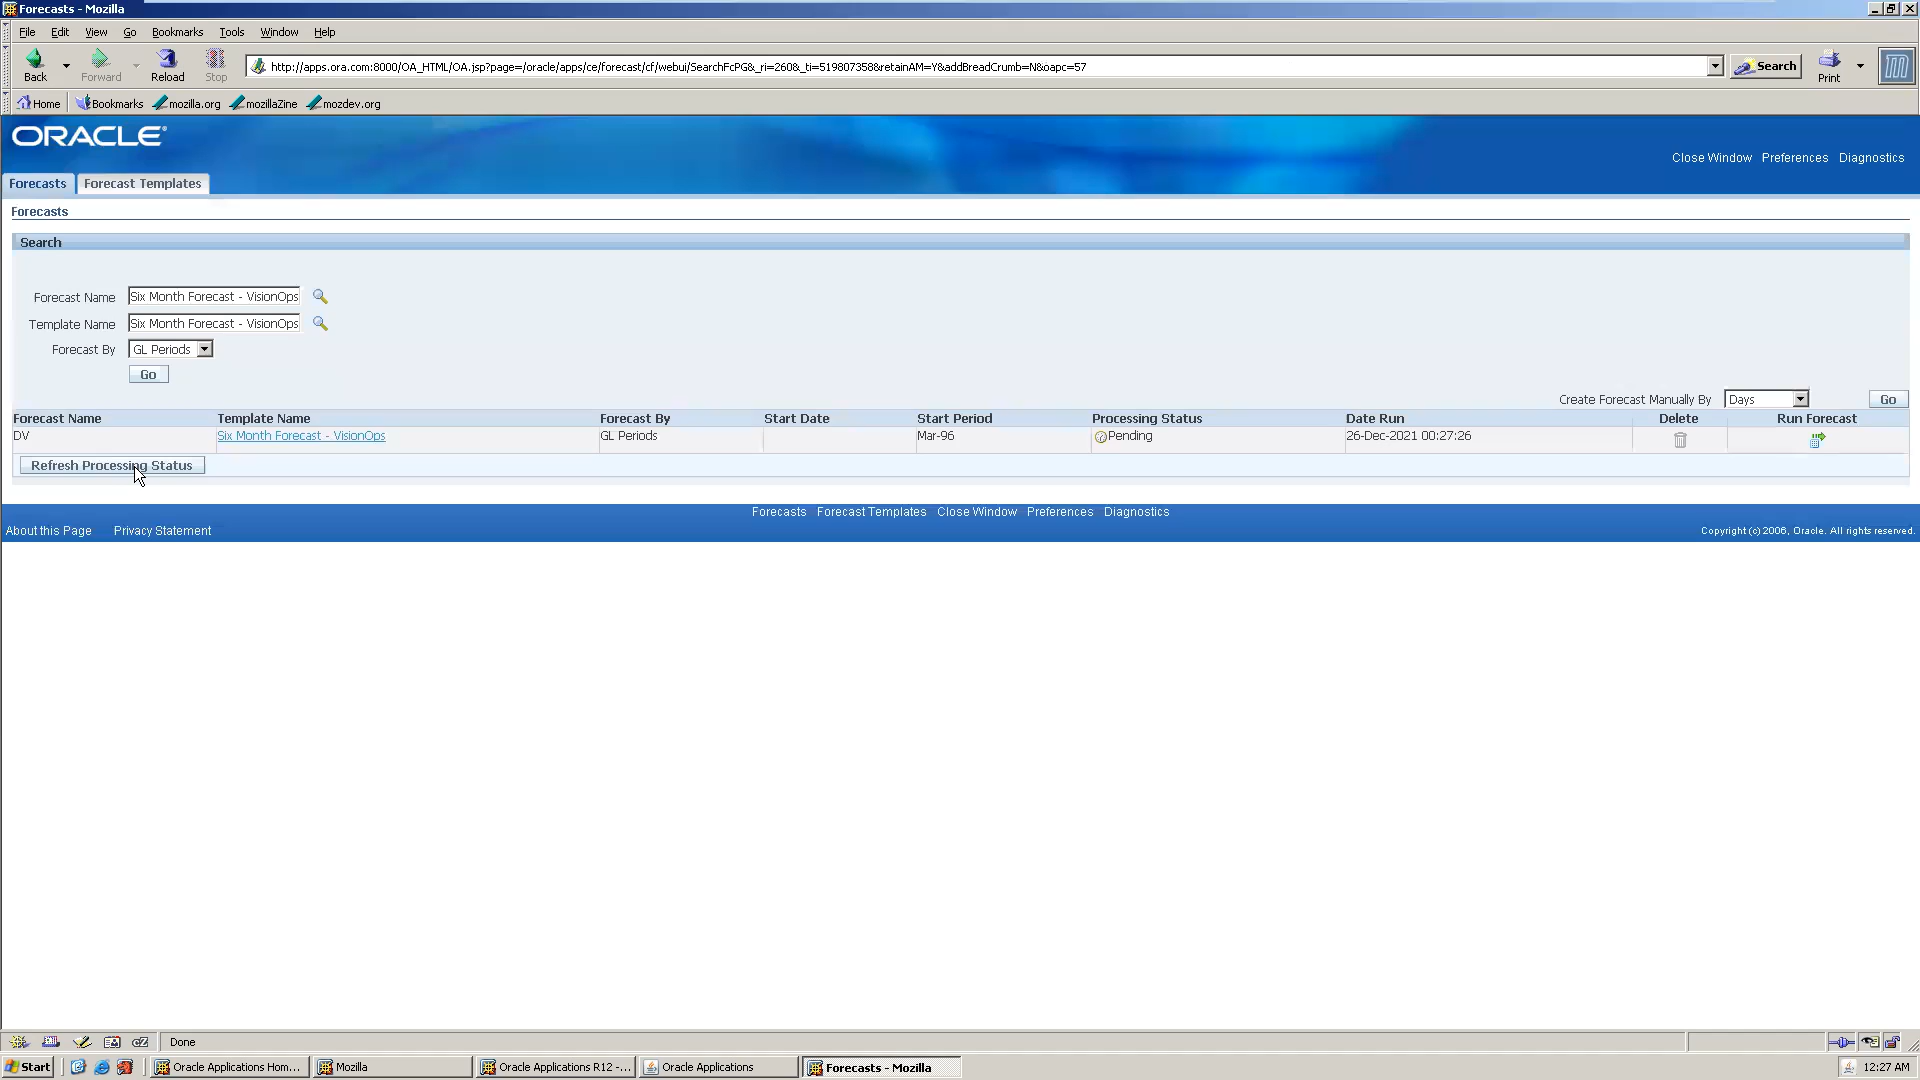 Forecasts - Mozilla
File Edit View Go Bookmarks Tools Window Help
Back Forward Reload Stop http://apps.ora.com:8000/OA_HTML/OA.jsp?page=/oracle/apps/ce/forecast/cf/webui/SearchFcPG&_ri=260&_ti=519807358&retainAM=Y&addBreadCrumb=N&oapc=57 Search Print
Home Bookmarks mozilla.org mozillaZine mozdev.org
ORACLE®
Close Window Preferences Diagnostics
Forecasts Forecast Templates
Forecasts
Search
Forecast Name Six Month Forecast - VisionOps
Template Name Six Month Forecast - VisionOps
Forecast By GL Periods
Go
Create Forecast Manually By Days Go
Forecast Name Template Name Forecast By Start Date Start Period Processing Status Date Run Delete Run Forecast
DV Six Month Forecast - VisionOps GL Periods Mar-96 Pending 26-Dec-2021 00:27:26
Refresh Processing Status
Forecasts Forecast Templates Close Window Preferences Diagnostics
About this Page Privacy Statement Copyright (c) 2006, Oracle. All rights reserved.
Done
Start Oracle Applications Hom... Mozilla Oracle Applications R12 -... Oracle Applications Forecasts - Mozilla 12:27 AM